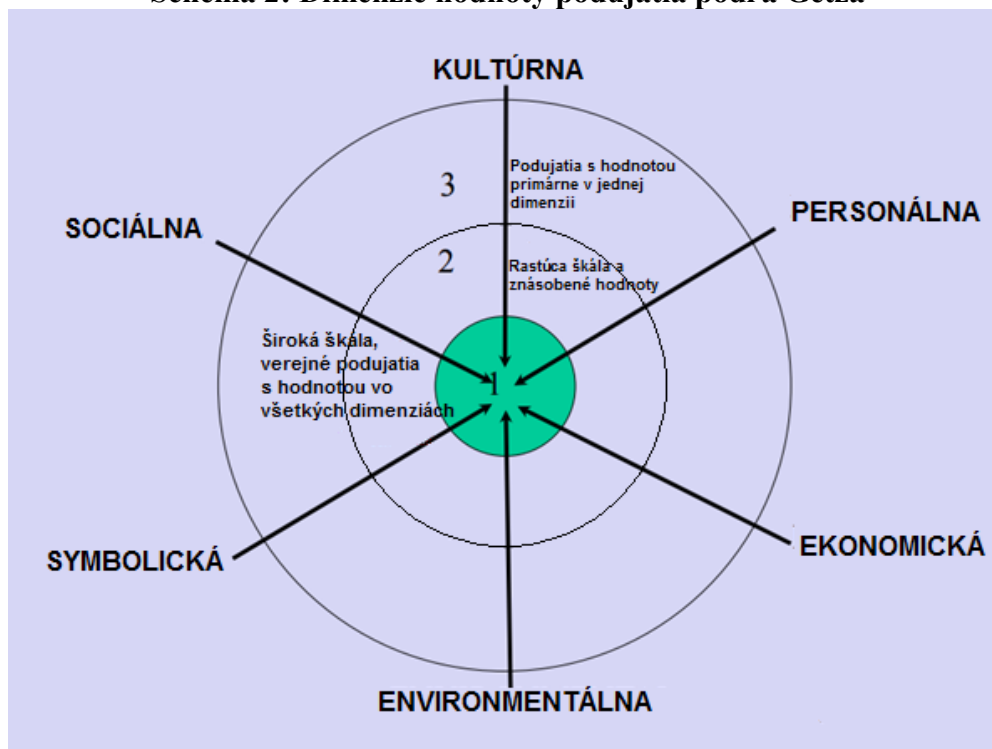 Schéma 2: Dimenzie hodnoty podujatia podľa Getza
KULTÚRNA
3
Podujatia s hodnotou
primárne v jednej
dimenzii
PERSONÁLNA
SOCIÁLNA
2
Rastúca škála a
znásobené hodnoty
Široká škála,
verejné podujatia
s hodnotou vo
všetkých dimenziách
1
SYMBOLICKÁ
EKONOMICKÁ
ENVIRONMENTÁLNA